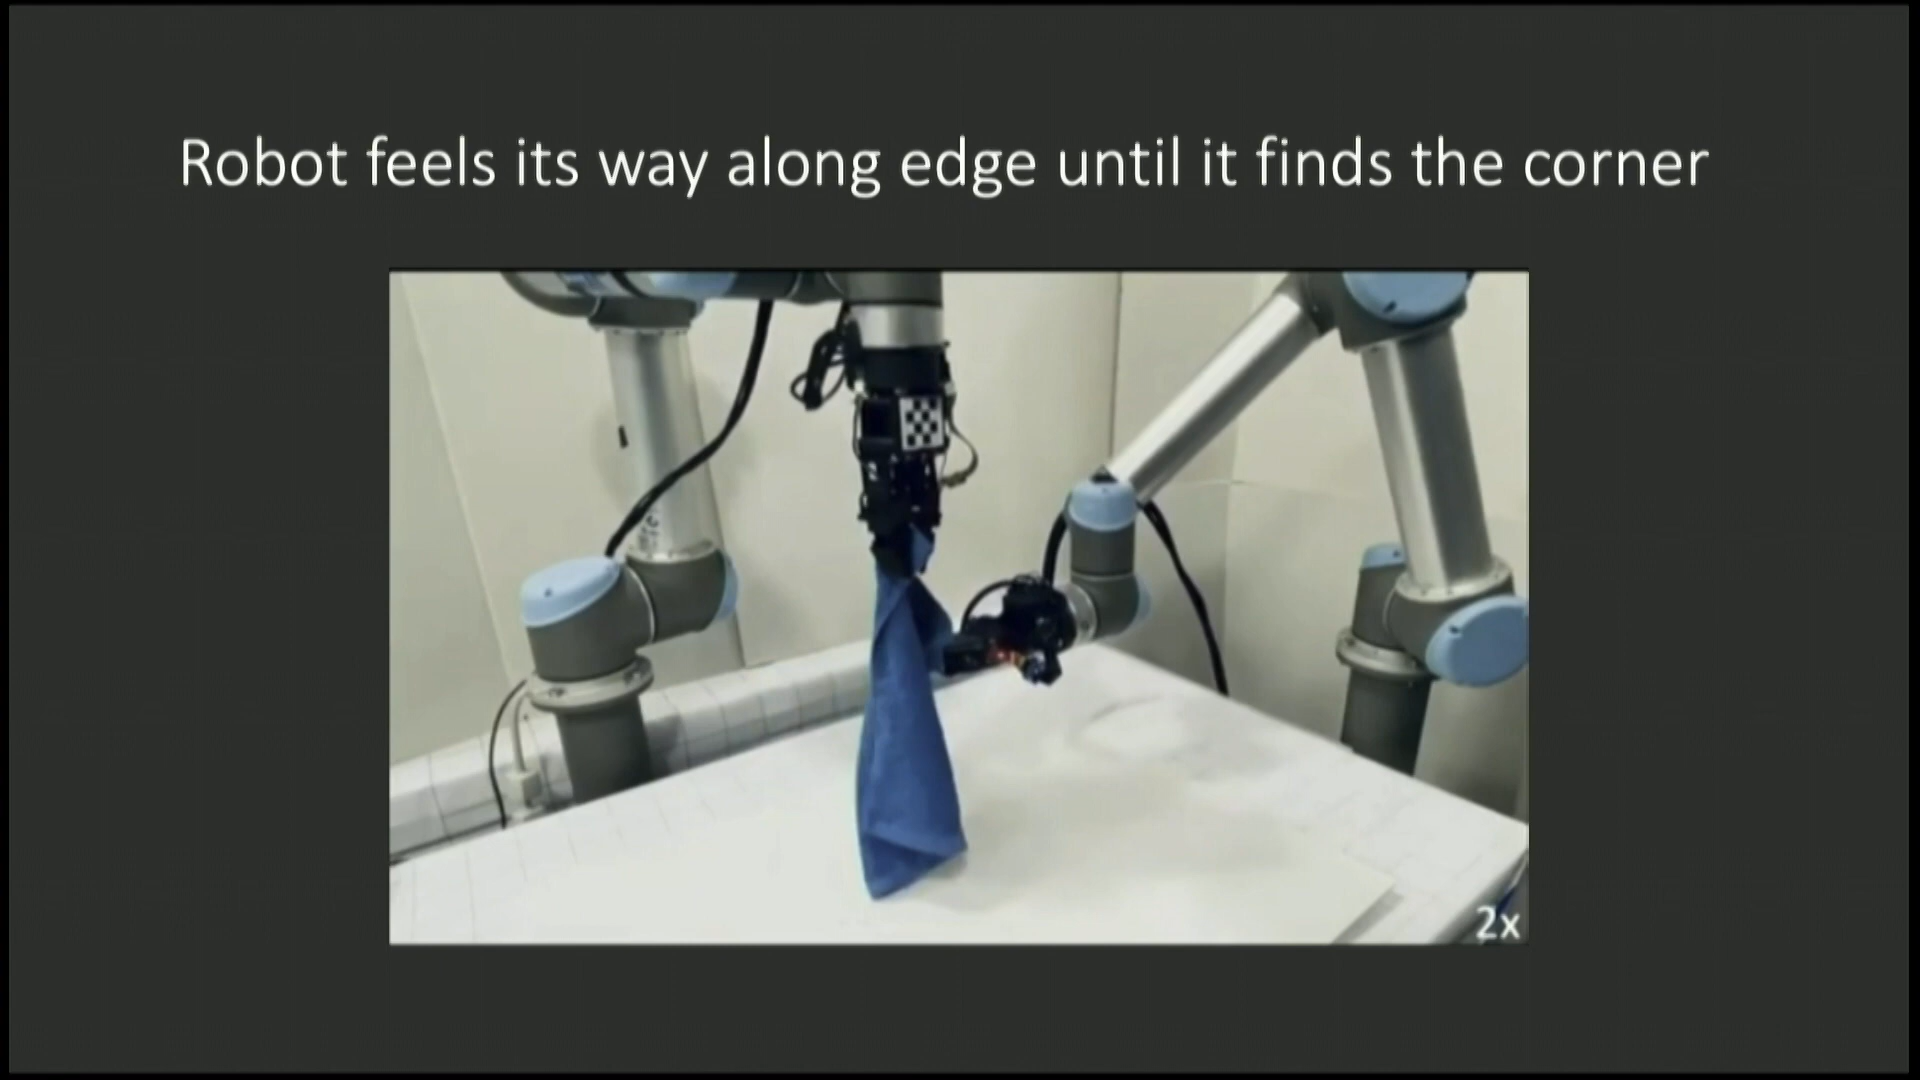 Robot feels its way along edge until it finds the corner
2x